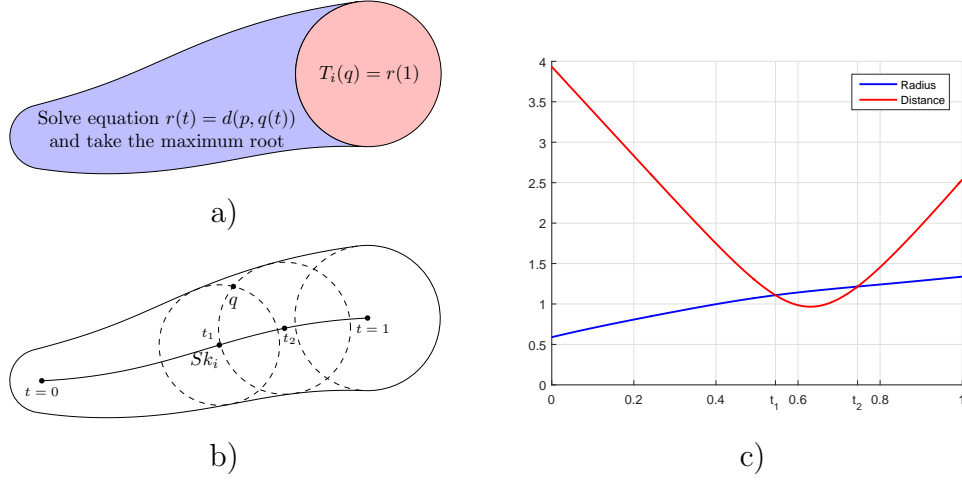 T_i(q) = r(1)
Solve equation r(t) = d(p, q(t))
and take the maximum root
a)
q
t_1
t_2
t = 1
Sk_i
t = 0
b)
4
3.5
3
2.5
2
1.5
1
0.5
0
Radius
Distance
0
0.2
0.4
t_1
0.6
t_2
0.8
1
c)